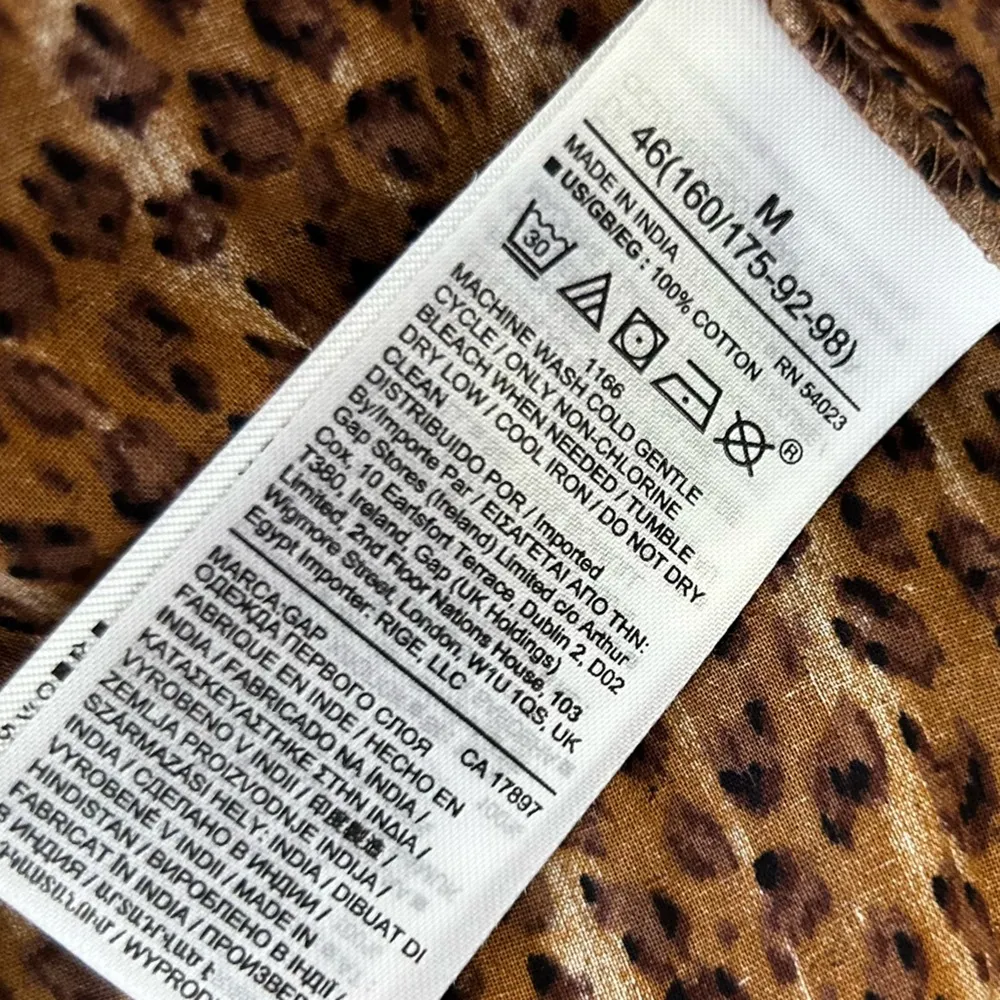 M
46(160/175-92-98)
MADE IN INDIA RN 54023
■ US/GB/EG : 100% COTTON
30
®
1166
MACHINE WASH COLD GENTLE
CYCLE / ONLY NON-CHLORINE
BLEACH WHEN NEEDED / TUMBLE
DRY LOW / COOL IRON / DO NOT DRY
CLEAN
DISTRIBUIDO POR / Imported
By/Importe Par / ΕΙΣΑΓΕΤΑΙ ΑΠΟ ΤΗΝ:
Gap Stores (Ireland) Limited c/o Arthur
Cox, 10 Earlsfort Terrace, Dublin 2, D02
T380, Ireland, Gap (UK Holdings)
Limited, 2nd Floor Nations House, 103
Wigmore Street, London, W1U 1QS, UK
Egypt Importer: RIGE, LLC
MARCA:GAP CA 17897
ОДЕЖДА ПЕРВОГО СЛОЯ
FABRIQUE EN INDE / HECHO EN
INDIA / FABRICADO NA INDIA /
ΚΑΤΑΣΚΕΥΑΣΤΗΚΕ ΣΤΗΝ ΙΝΔΙΑ /
VYROBENO V INDII / 印度製造 /
ZEMLJA PROIZVODNJE INDIJA /
SZÁRMAZÁSI HELY: INDIA / DIBUAT DI
INDIA / СДЕЛАНО В ИНДИИ /
VYROBENÉ V INDII / MADE IN
HINDISTAN / ВИРОБЛЕНО В ІНДІЇ /
FABRICAT IN INDIA /
В ИНДИЯ /